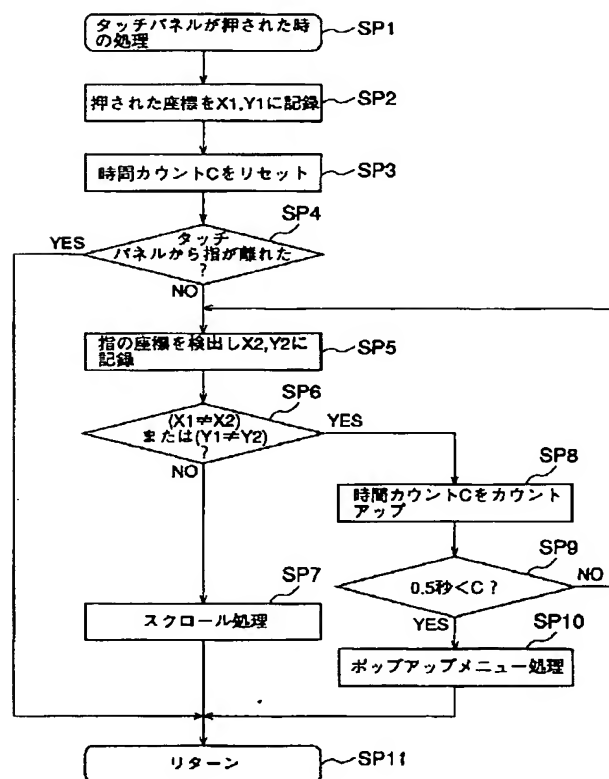 タッチパネルが押された時
の処理
SP1
押された座標をX1,Y1に記録
SP2
時間カウントCをリセット
SP3
SP4
YES
タッチ
パネルから指が離れた
?
NO
指の座標を検出しX2,Y2に
記録
SP5
SP6
(X1≠X2)
または(Y1≠Y2)
?
YES
NO
SP8
時間カウントCをカウント
アップ
SP9
0.5秒<C?
NO
YES
SP7
スクロール処理
SP10
ポップアップメニュー処理
リターン
SP11